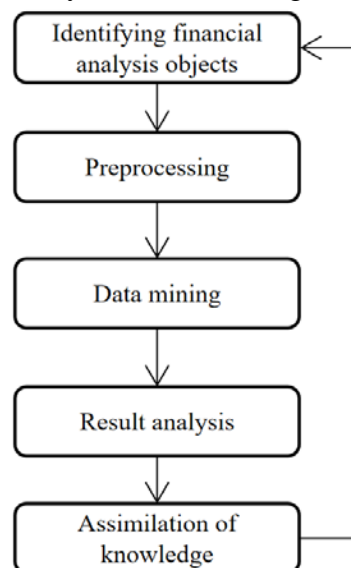 Identifying financial
analysis objects
Preprocessing
Data mining
Result analysis
Assimilation of
knowledge